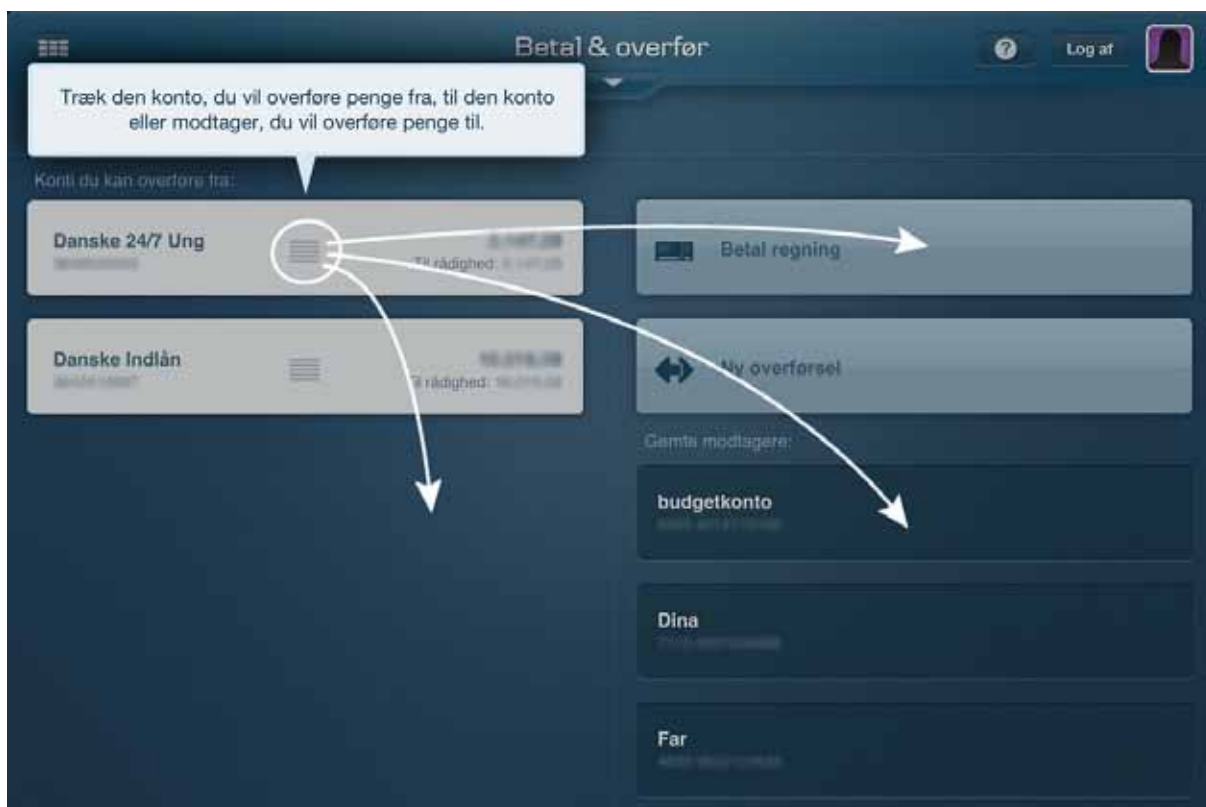 Betal & overfør
Log af
Træk den konto, du vil overføre penge fra, til den konto
eller modtager, du vil overføre penge til.
Konti du kan overføre fra:
Danske 24/7 Ung
Til rådighed:
Danske Indlån
Til rådighed:
Betal regning
Ny overførsel
Gemte modtagere:
budgetkonto
Dina
Far